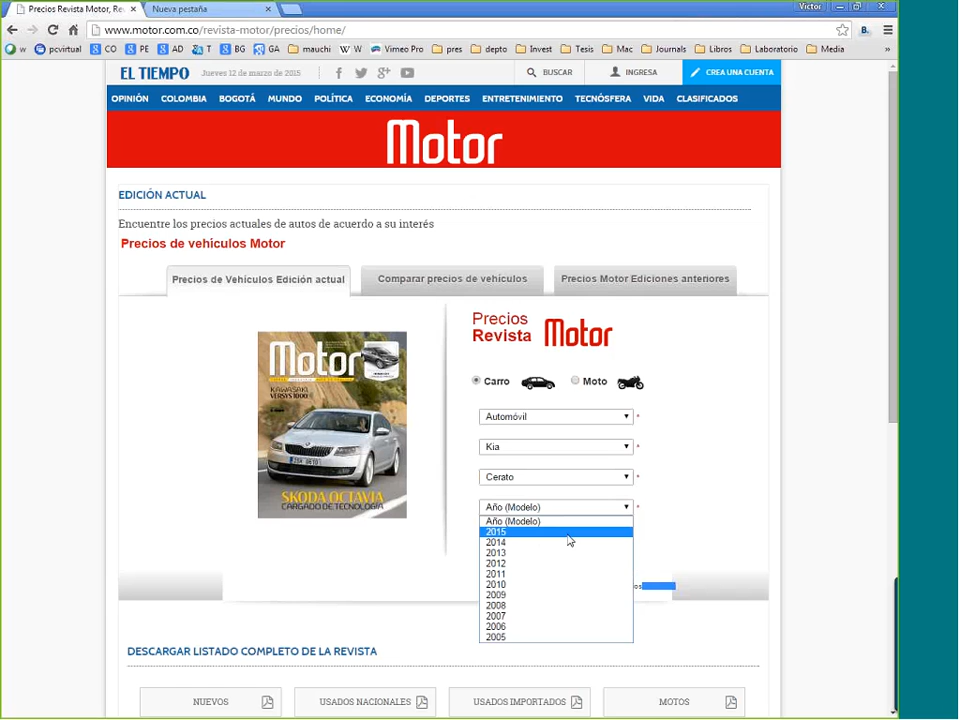 Precios Revista Motor, Re
Nueva pestaña
Victor
www.motor.com.co/revista-motor/precios/home/
w pcvirtual CO PE AD T BG GA mauchi W Vimeo Pro pres depto Invest Tesis Mac Journals Libros Laboratorio Media
EL TIEMPO Jueves 12 de marzo de 2015 BUSCAR INGRESA CREA UNA CUENTA
OPINIÓN COLOMBIA BOGOTÁ MUNDO POLÍTICA ECONOMÍA DEPORTES ENTRETENIMIENTO TECNÓSFERA VIDA CLASIFICADOS
Motor
EDICIÓN ACTUAL
Encuentre los precios actuales de autos de acuerdo a su interés
Precios de vehículos Motor
Precios de Vehículos Edición actual
Comparar precios de vehículos
Precios Motor Ediciones anteriores
Motor
KAWASAKI
VERSYS 1000
SKODA OCTAVIA
CARGADO DE TECNOLOGÍA
Precios
Revista Motor
Carro Moto
Automóvil *
Kia *
Cerato *
Año (Modelo) *
Año (Modelo)
2015
2014
2013
2012
2011
2010
2009
2008
2007
2006
2005
DESCARGAR LISTADO COMPLETO DE LA REVISTA
NUEVOS
USADOS NACIONALES
USADOS IMPORTADOS
MOTOS